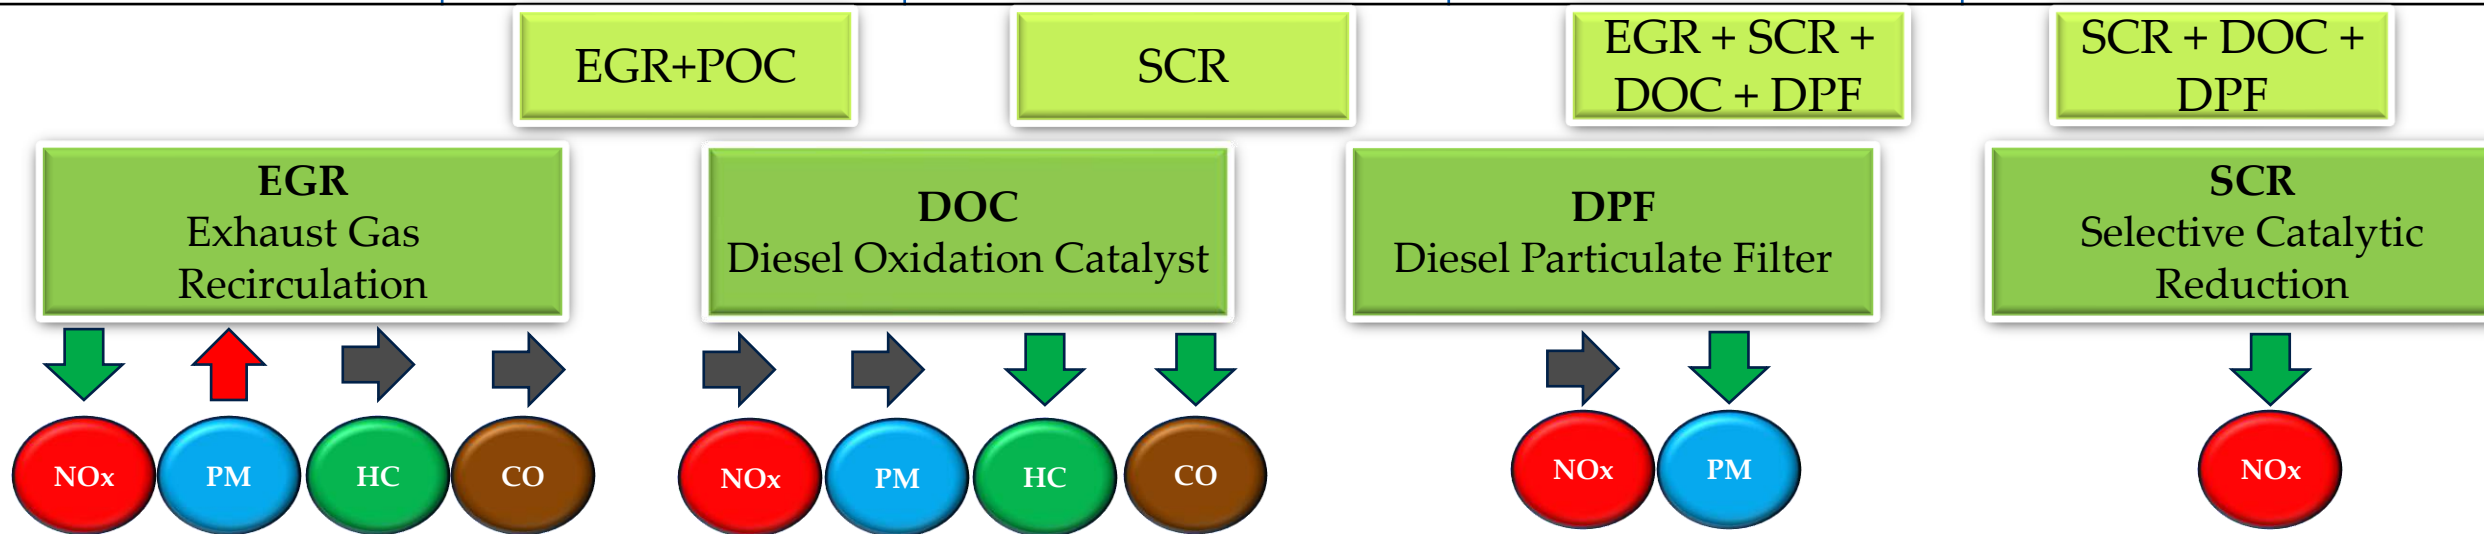 EGR+POC
SCR
EGR + SCR +
DOC + DPF
SCR + DOC +
DPF
EGR
Exhaust Gas
Recirculation
DOC
Diesel Oxidation Catalyst
DPF
Diesel Particulate Filter
SCR
Selective Catalytic
Reduction
NOx
PM
HC
CO
NOx
PM
HC
CO
NOx
PM
NOx